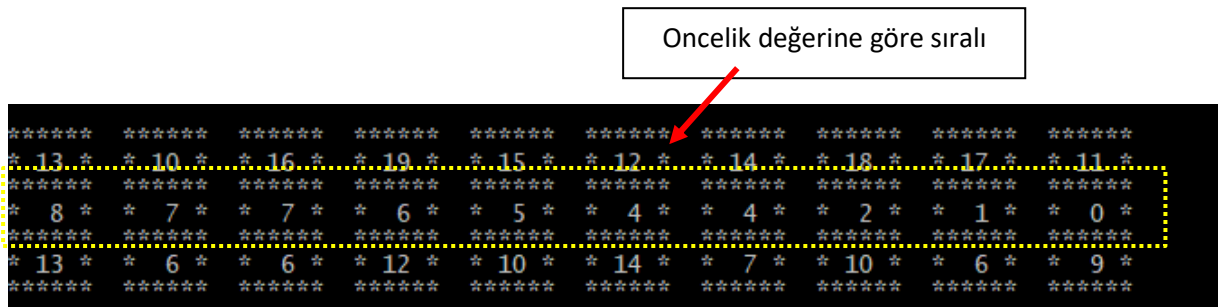 Oncelik değerine göre sıralı
****** ****** ****** ****** ****** ****** ****** ****** ****** ******
* 13 * * 10 * * 16 * * 19 * * 15 * * 12 * * 14 * * 18 * * 17 * * 11 *
****** ****** ****** ****** ****** ****** ****** ****** ****** ******
* 8 * * 7 * * 7 * * 6 * * 5 * * 4 * * 4 * * 2 * * 1 * * 0 *
****** ****** ****** ****** ****** ****** ****** ****** ****** ******
* 13 * * 6 * * 6 * * 12 * * 10 * * 14 * * 7 * * 10 * * 6 * * 9 *
****** ****** ****** ****** ****** ****** ****** ****** ****** ******